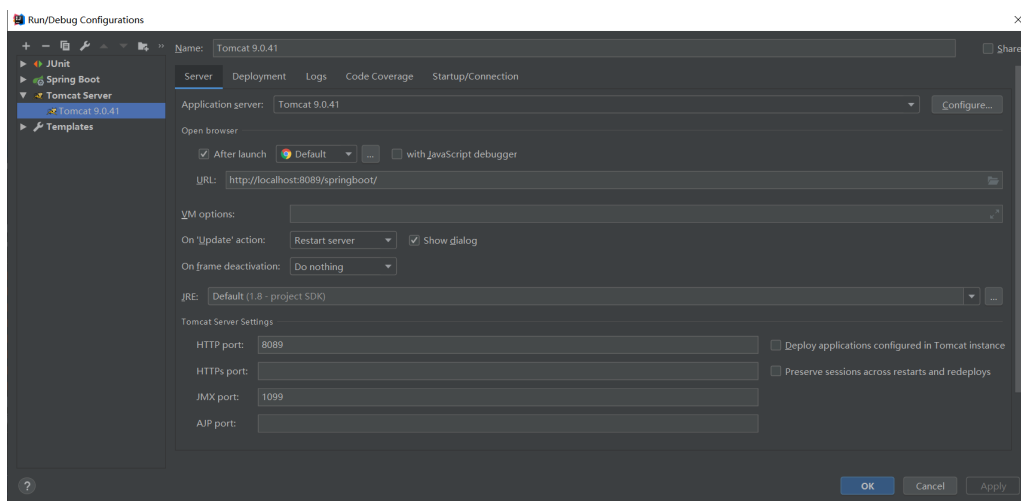 Run/Debug Configurations
Name: Tomcat 9.0.41 Share
JUnit
Spring Boot
Tomcat Server
Tomcat 9.0.41
Templates
Server Deployment Logs Code Coverage Startup/Connection
Application server: Tomcat 9.0.41 Configure...
Open browser
After launch Default ... with JavaScript debugger
URL: http://localhost:8089/springboot/
VM options:
On 'Update' action: Restart server Show dialog
On frame deactivation: Do nothing
JRE: Default (1.8 - project SDK) ...
Tomcat Server Settings
HTTP port: 8089 Deploy applications configured in Tomcat instance
HTTPs port: Preserve sessions across restarts and redeploys
JMX port: 1099
AJP port:
? OK Cancel Apply